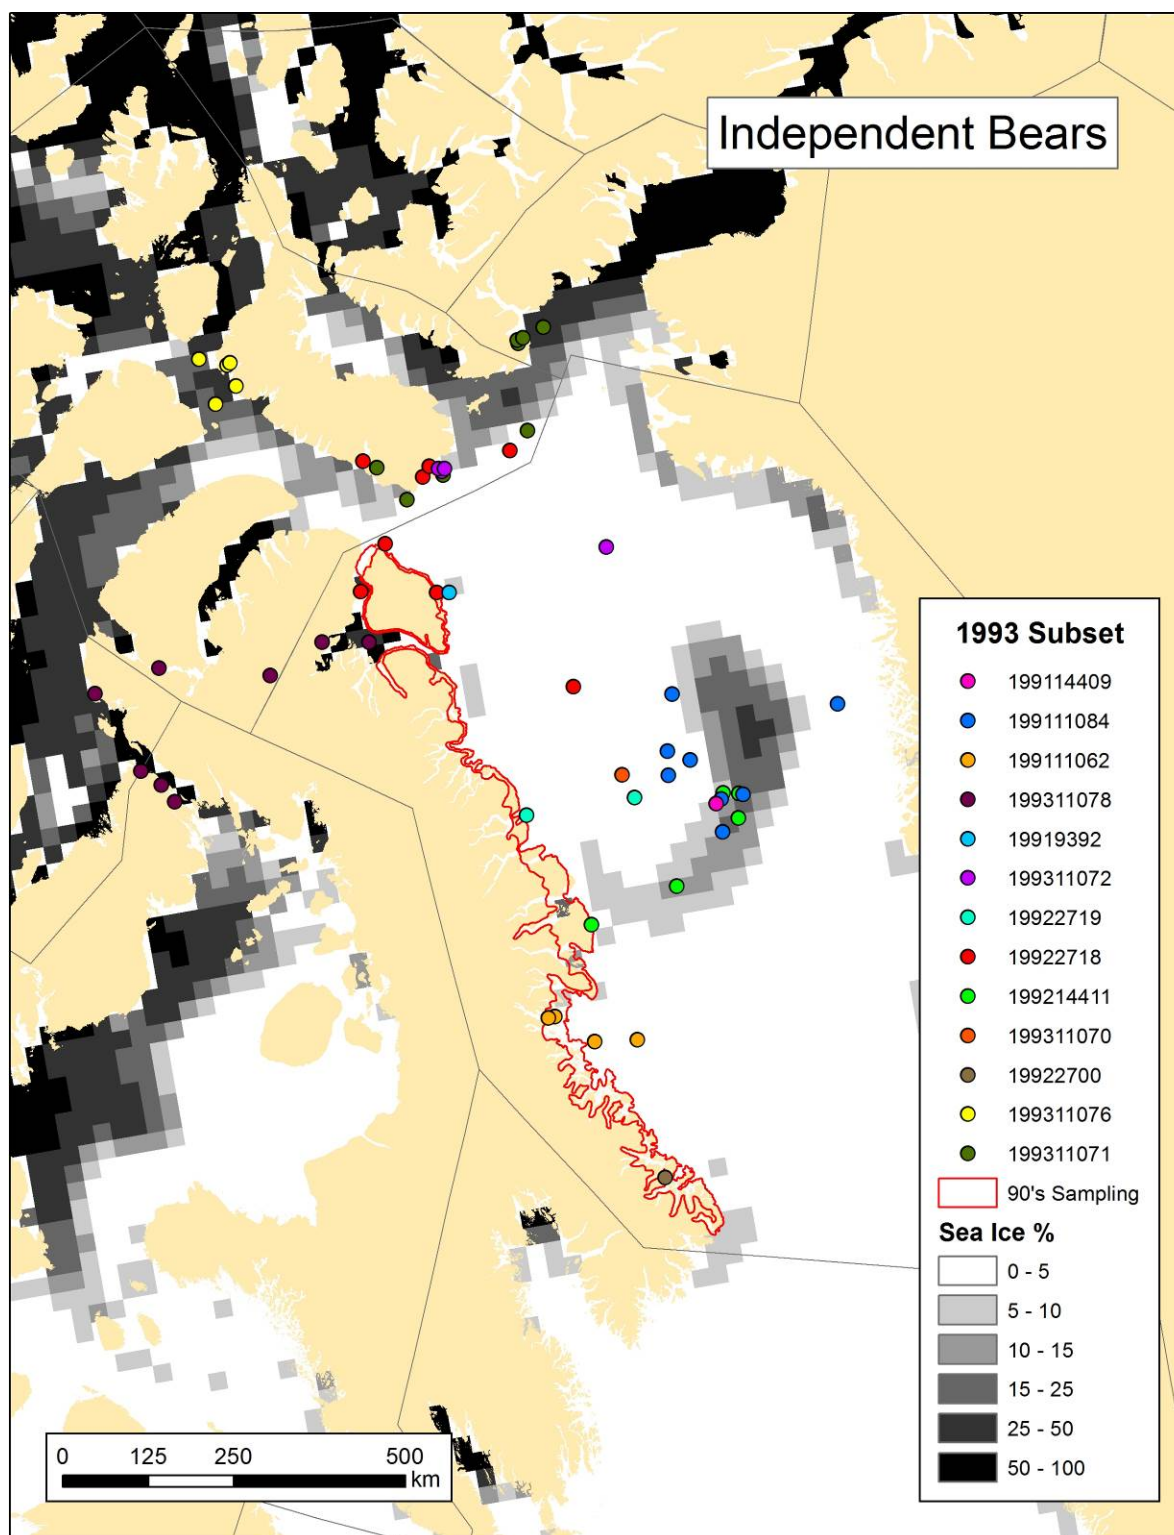 Independent Bears
1993 Subset
199114409
199111084
199111062
199311078
19919392
199311072
19922719
19922718
199214411
199311070
19922700
199311076
199311071
90's Sampling
Sea Ice %
0 - 5
5 - 10
10 - 15
15 - 25
25 - 50
50 - 100
0 125 250 500
km